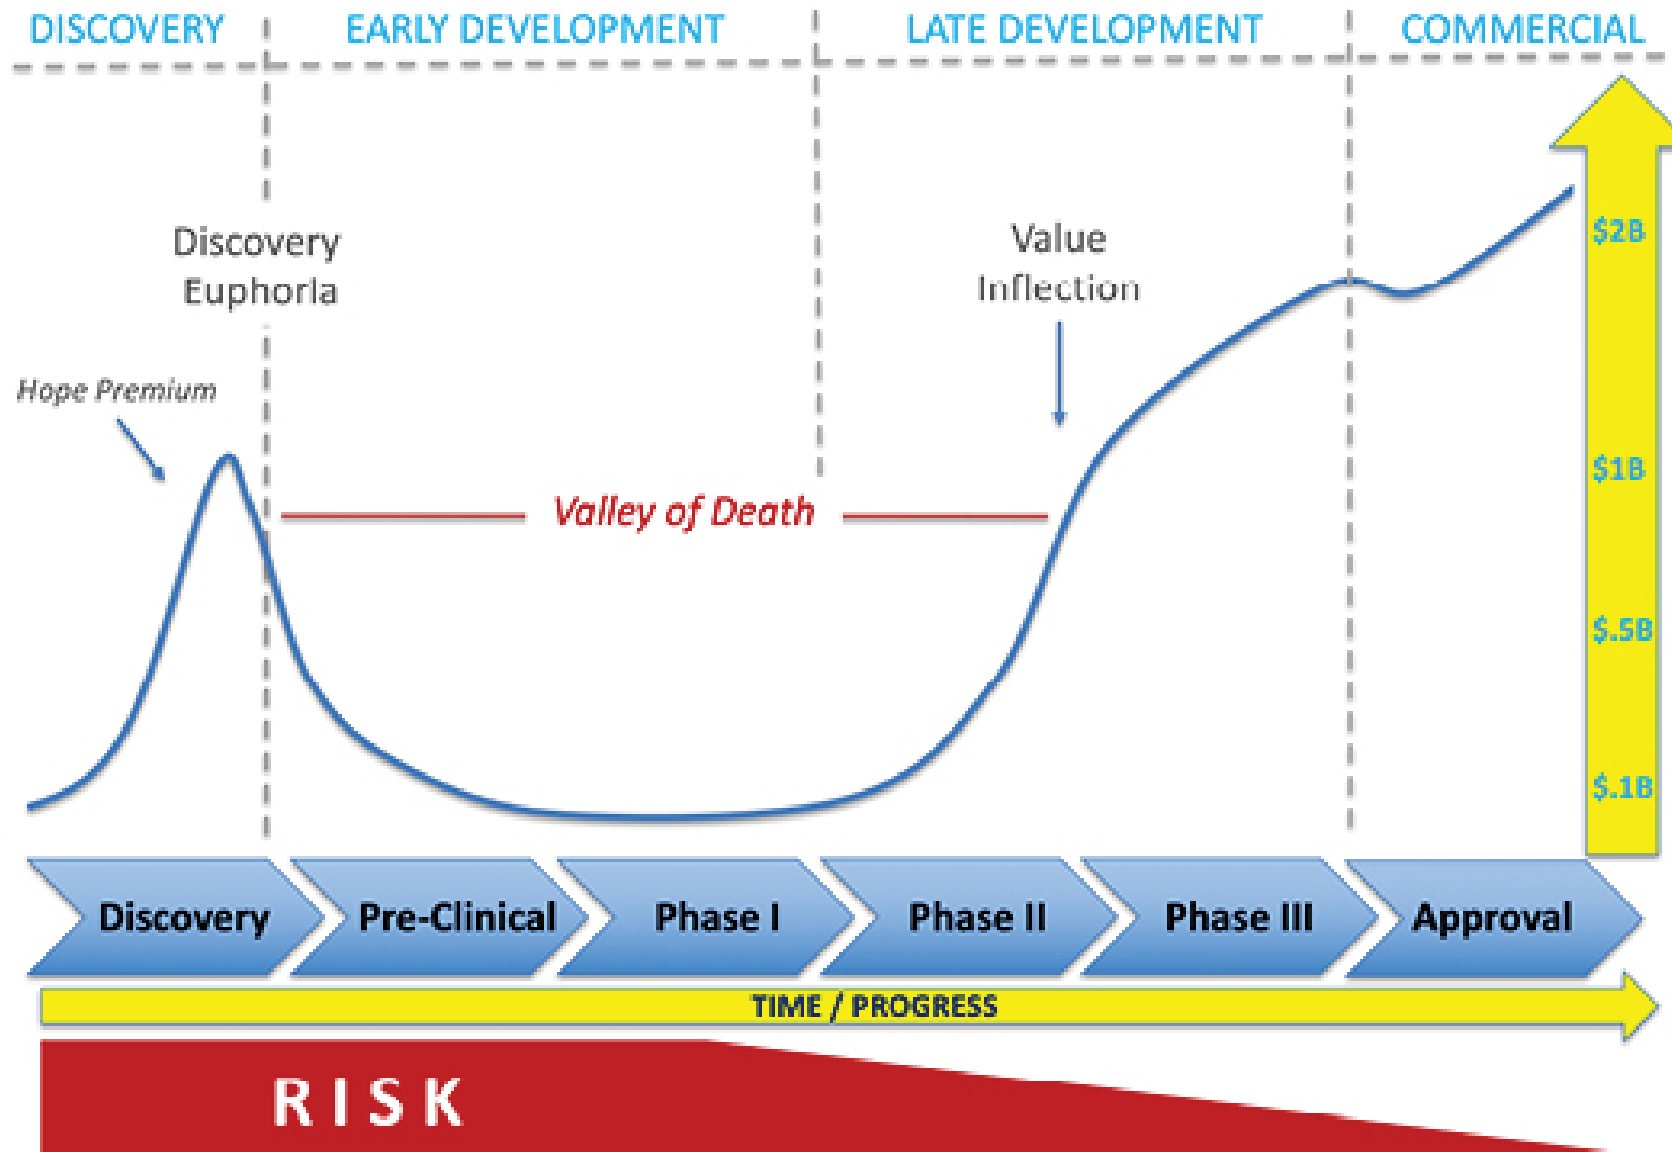 DISCOVERY
EARLY DEVELOPMENT
LATE DEVELOPMENT
COMMERCIAL
Discovery
Euphoria
Value
Inflection
Hope Premium
Valley of Death
$2B
$1B
$.5B
$.1B
Discovery
Pre-Clinical
Phase I
Phase II
Phase III
Approval
TIME / PROGRESS
RISK